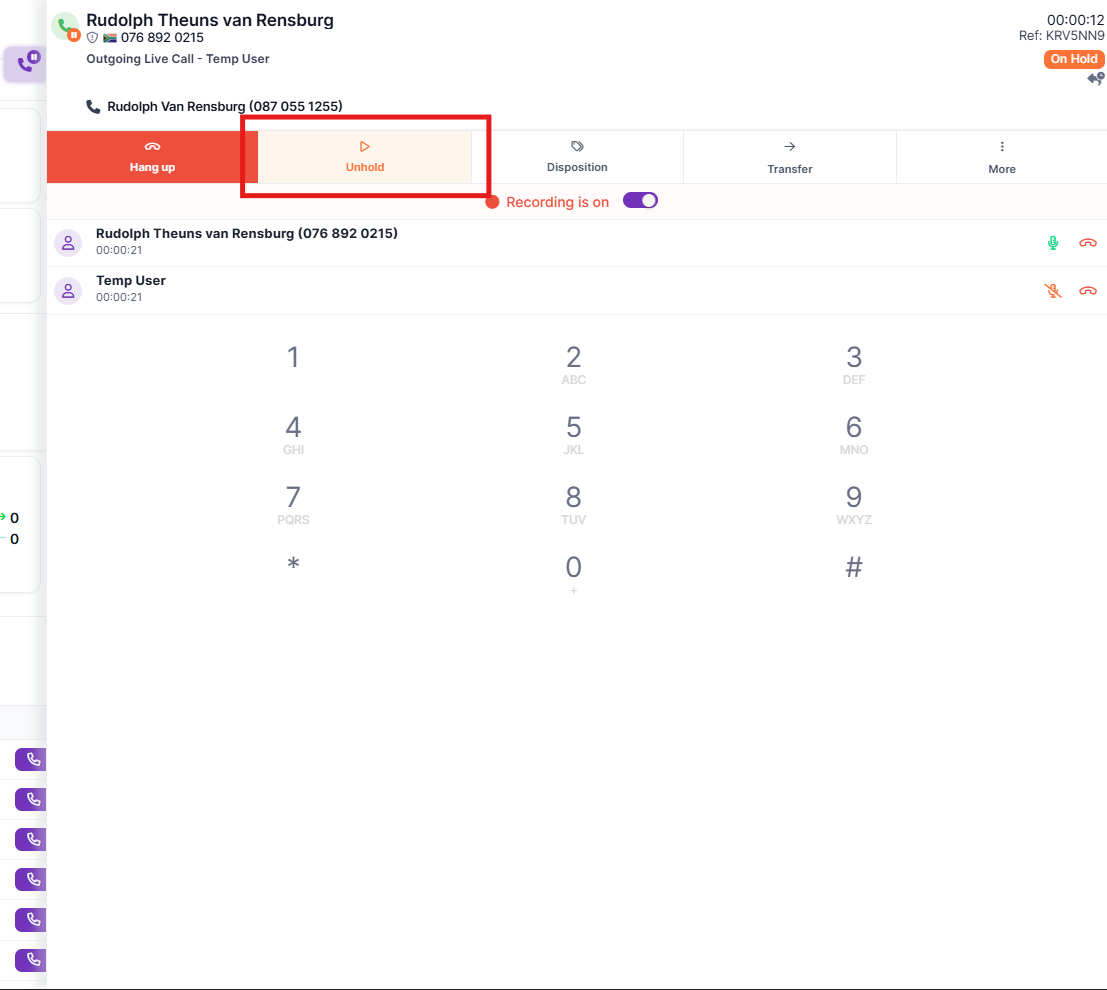 Rudolph Theuns van Rensburg
00:00:12
076 892 0215
Ref: KRV5NN9
Outgoing Live Call - Temp User
On Hold
Rudolph Van Rensburg (087 055 1255)
Hang up
Unhold
Disposition
Transfer
More
Recording is on
Rudolph Theuns van Rensburg (076 892 0215)
00:00:21
Temp User
00:00:21
1
2
ABC
3
DEF
4
GHI
5
JKL
6
MNO
7
PQRS
8
TUV
9
WXYZ
*
0
+
#
0
0